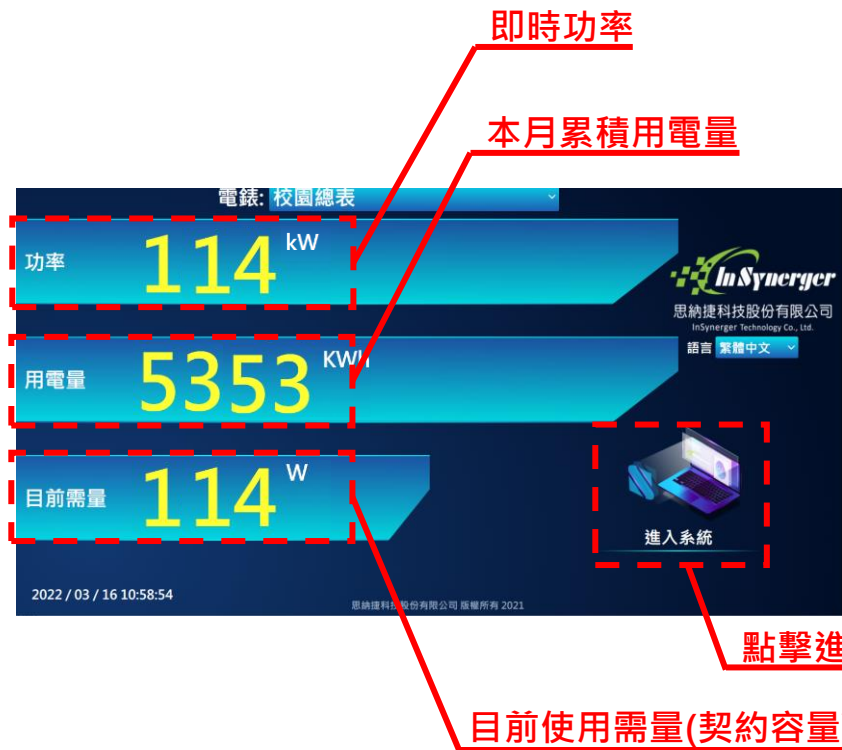 即時功率
本月累積用電量
電錶: 校園總表
功率 114 kW
InSynerger
思納捷科技股份有限公司
InSynerger Technology Co., Ltd.
語言 繁體中文
用電量 5353 KWh
目前需量 114 W
進入系統
2022 / 03 / 16 10:58:54
思納捷科技股份有限公司 版權所有 2021
點擊進
目前使用需量(契約容量